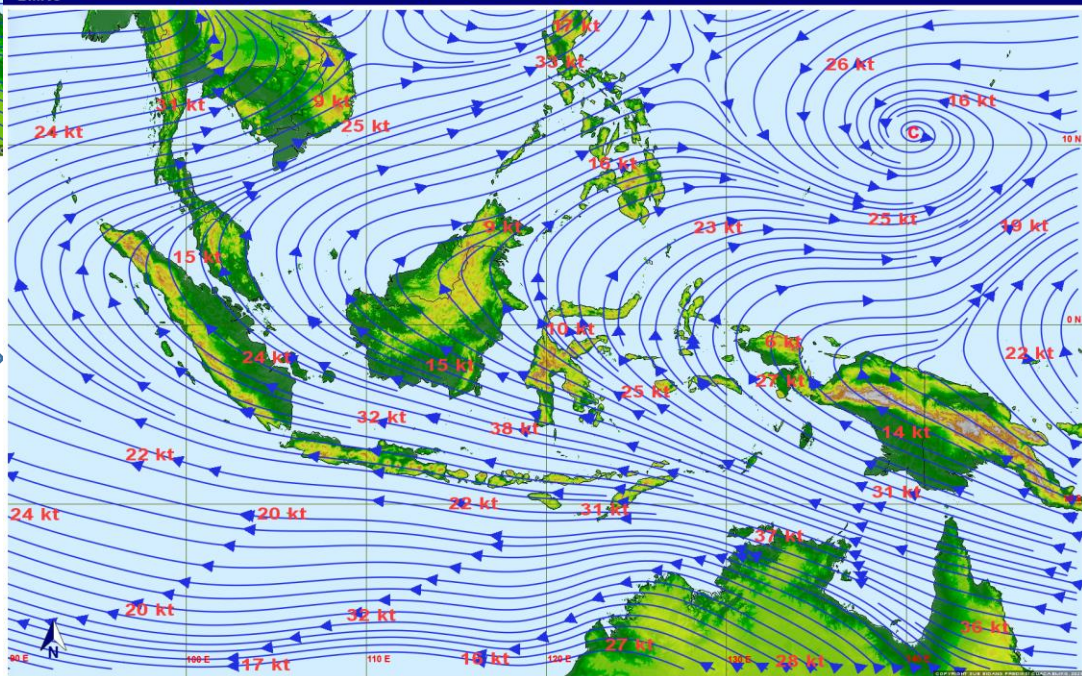 17 kt
33 kt
26 kt
31 kt
9 kt
16 kt
24 kt
25 kt
C
10 N
16 kt
25 kt
19 kt
9 kt
23 kt
15 kt
0 N
10 kt
6 kt
22 kt
24 kt
15 kt
27 kt
25 kt
32 kt
38 kt
14 kt
22 kt
31 kt
22 kt
31 kt
24 kt
20 kt
37 kt
20 kt
32 kt
36 kt
27 kt
N
100 E
110 E
120 E
130 E
17 kt
18 kt
28 kt